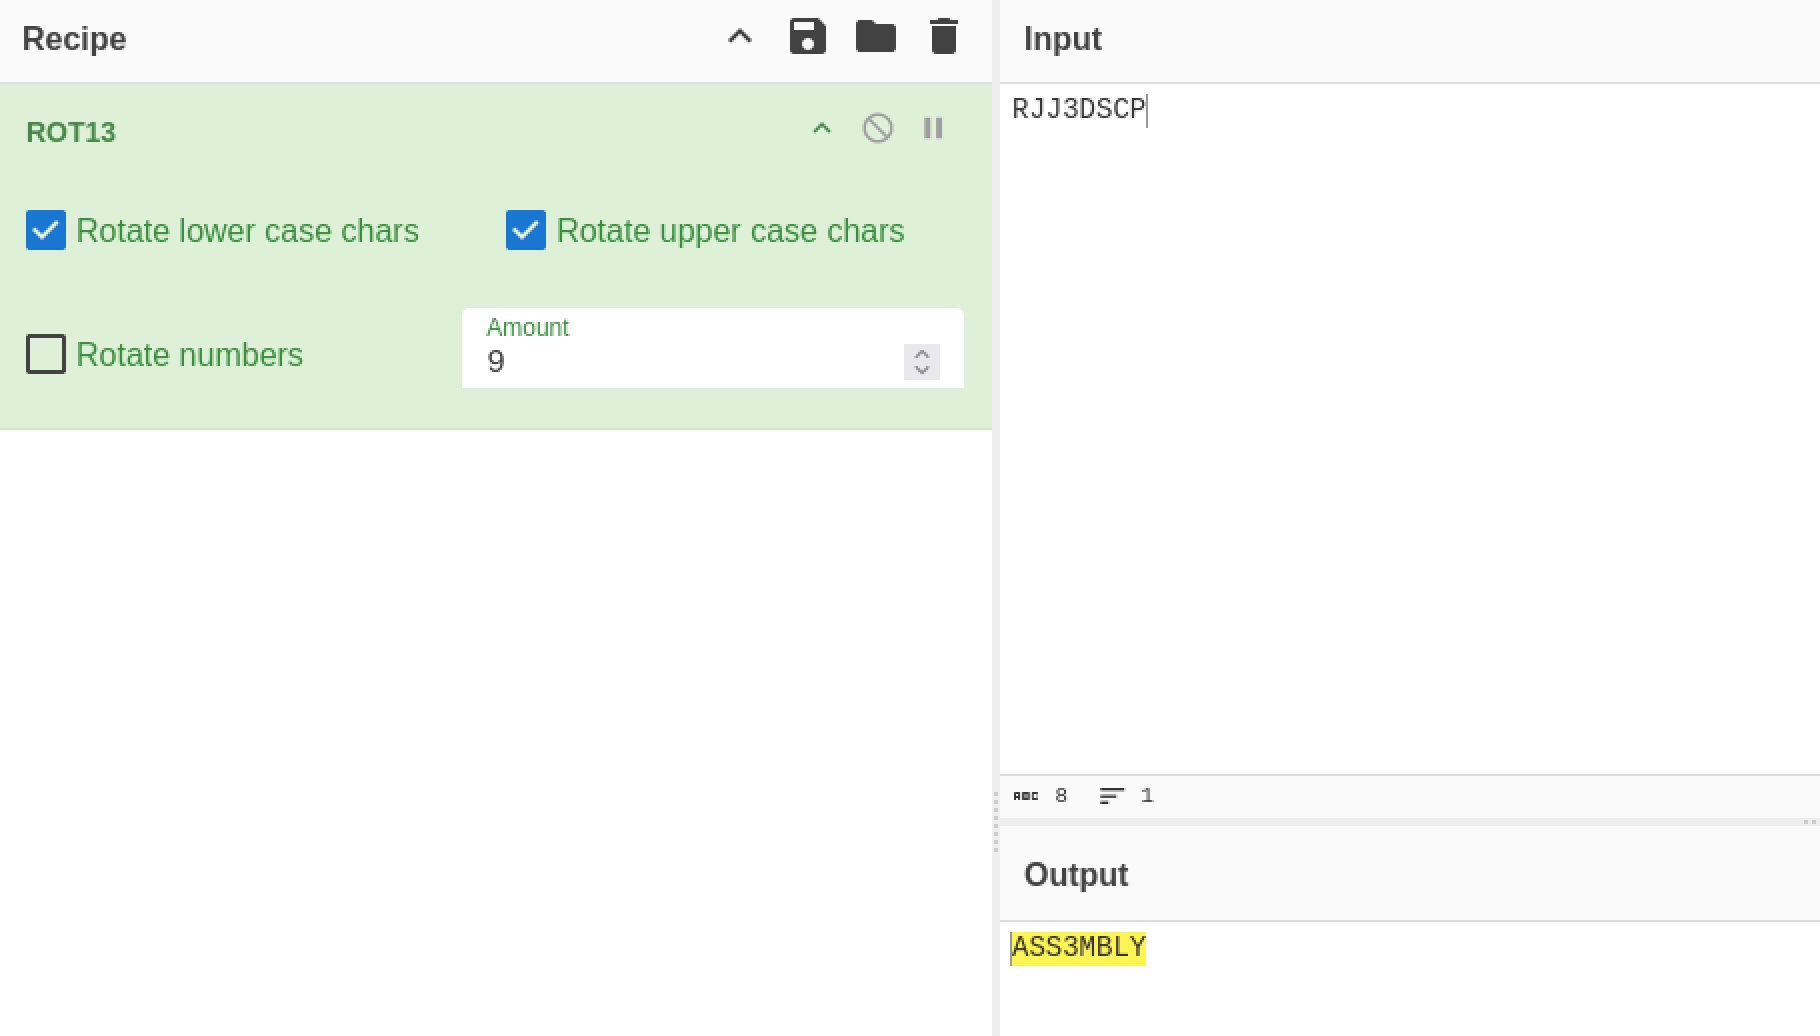 Recipe
ROT13
Rotate lower case chars
Rotate upper case chars
Rotate numbers
Amount
9
Input
RJJ3DSCP
ABC 8 1
Output
ASS3MBLY